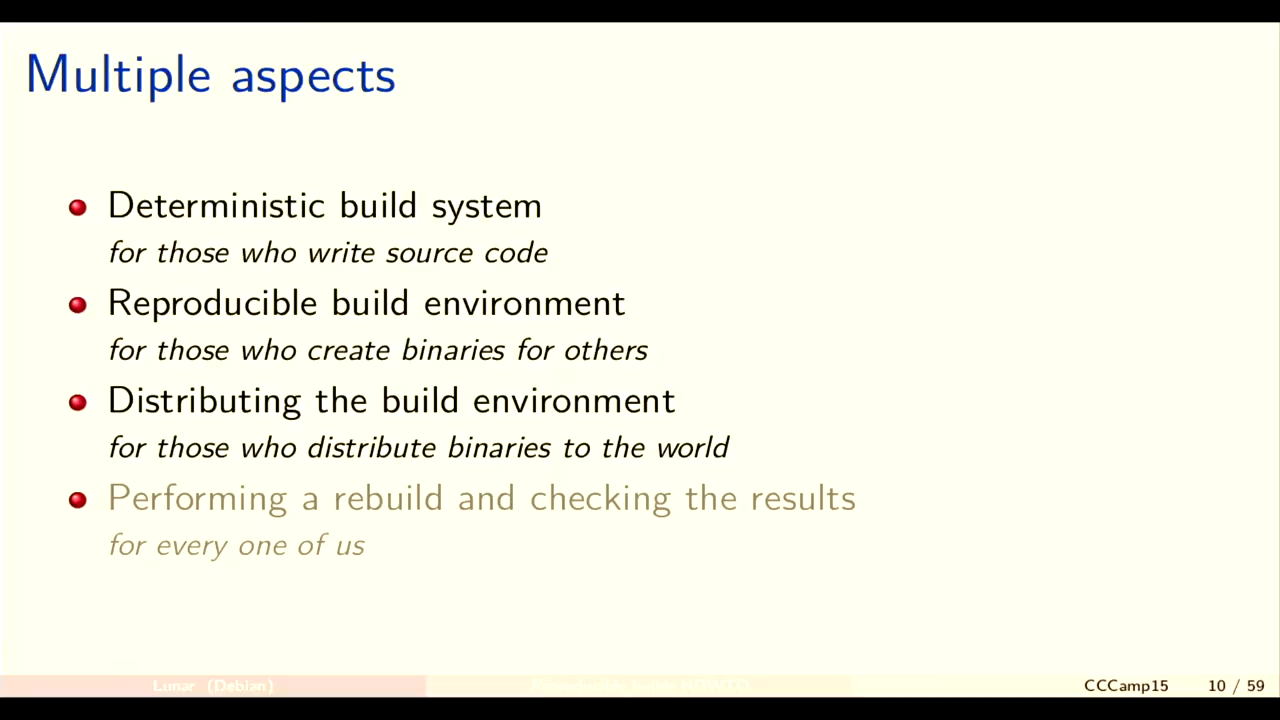 Multiple aspects
Deterministic build system
for those who write source code
Reproducible build environment
for those who create binaries for others
Distributing the build environment
for those who distribute binaries to the world
Performing a rebuild and checking the results
for every one of us
Lunar (Debian)
CCCamp15 10 / 59